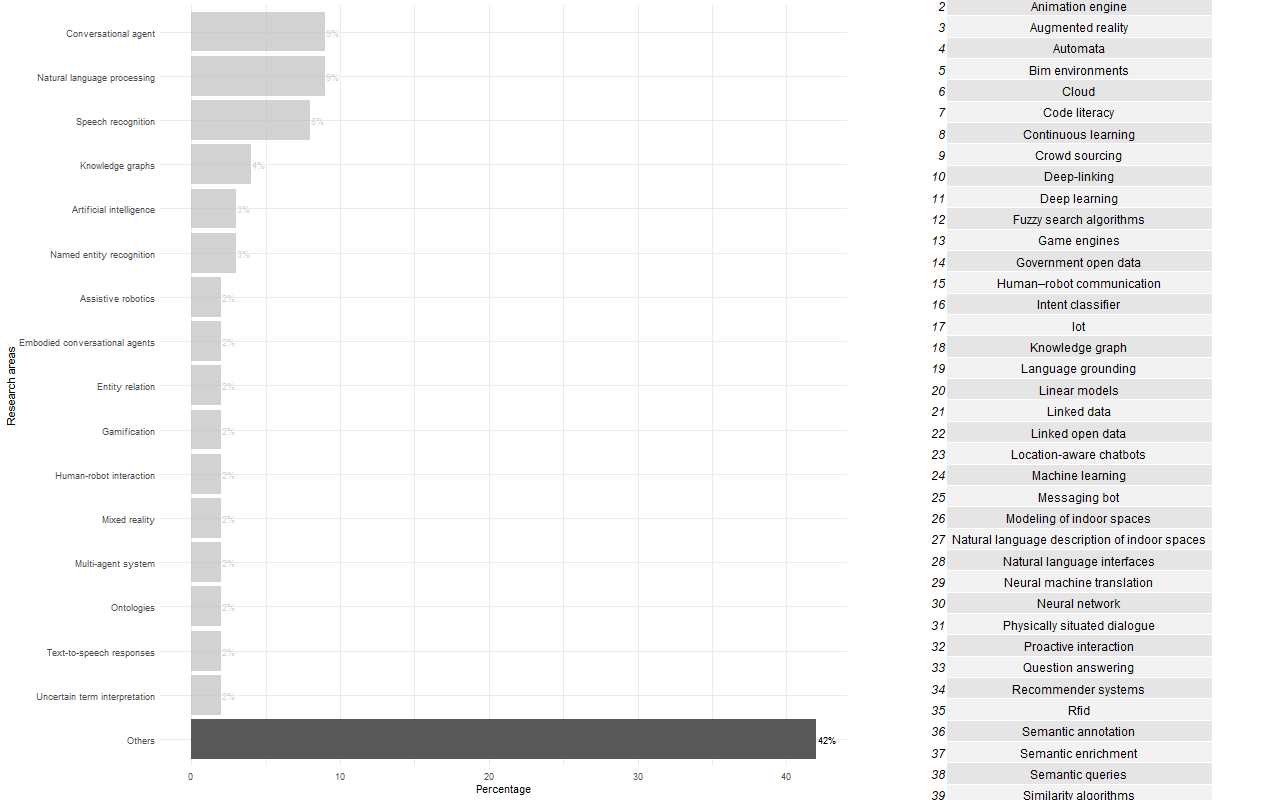 Conversational agent 9%
Natural language processing 9%
Speech recognition 8%
Knowledge graphs 4%
Artificial intelligence 3%
Named entity recognition 3%
Assistive robotics 2%
Embodied conversational agents 2%
Entity relation 2%
Gamification 2%
Human-robot interaction 2%
Mixed reality 2%
Multi-agent system 2%
Ontologies 2%
Text-to-speech responses 2%
Uncertain term interpretation 2%
Others 42%
0 10 20 30 40
Percentage
Research areas
2 Animation engine
3 Augmented reality
4 Automata
5 Bim environments
6 Cloud
7 Code literacy
8 Continuous learning
9 Crowd sourcing
10 Deep-linking
11 Deep learning
12 Fuzzy search algorithms
13 Game engines
14 Government open data
15 Human–robot communication
16 Intent classifier
17 Iot
18 Knowledge graph
19 Language grounding
20 Linear models
21 Linked data
22 Linked open data
23 Location-aware chatbots
24 Machine learning
25 Messaging bot
26 Modeling of indoor spaces
27 Natural language description of indoor spaces
28 Natural language interfaces
29 Neural machine translation
30 Neural network
31 Physically situated dialogue
32 Proactive interaction
33 Question answering
34 Recommender systems
35 Rfid
36 Semantic annotation
37 Semantic enrichment
38 Semantic queries
39 Similarity algorithms